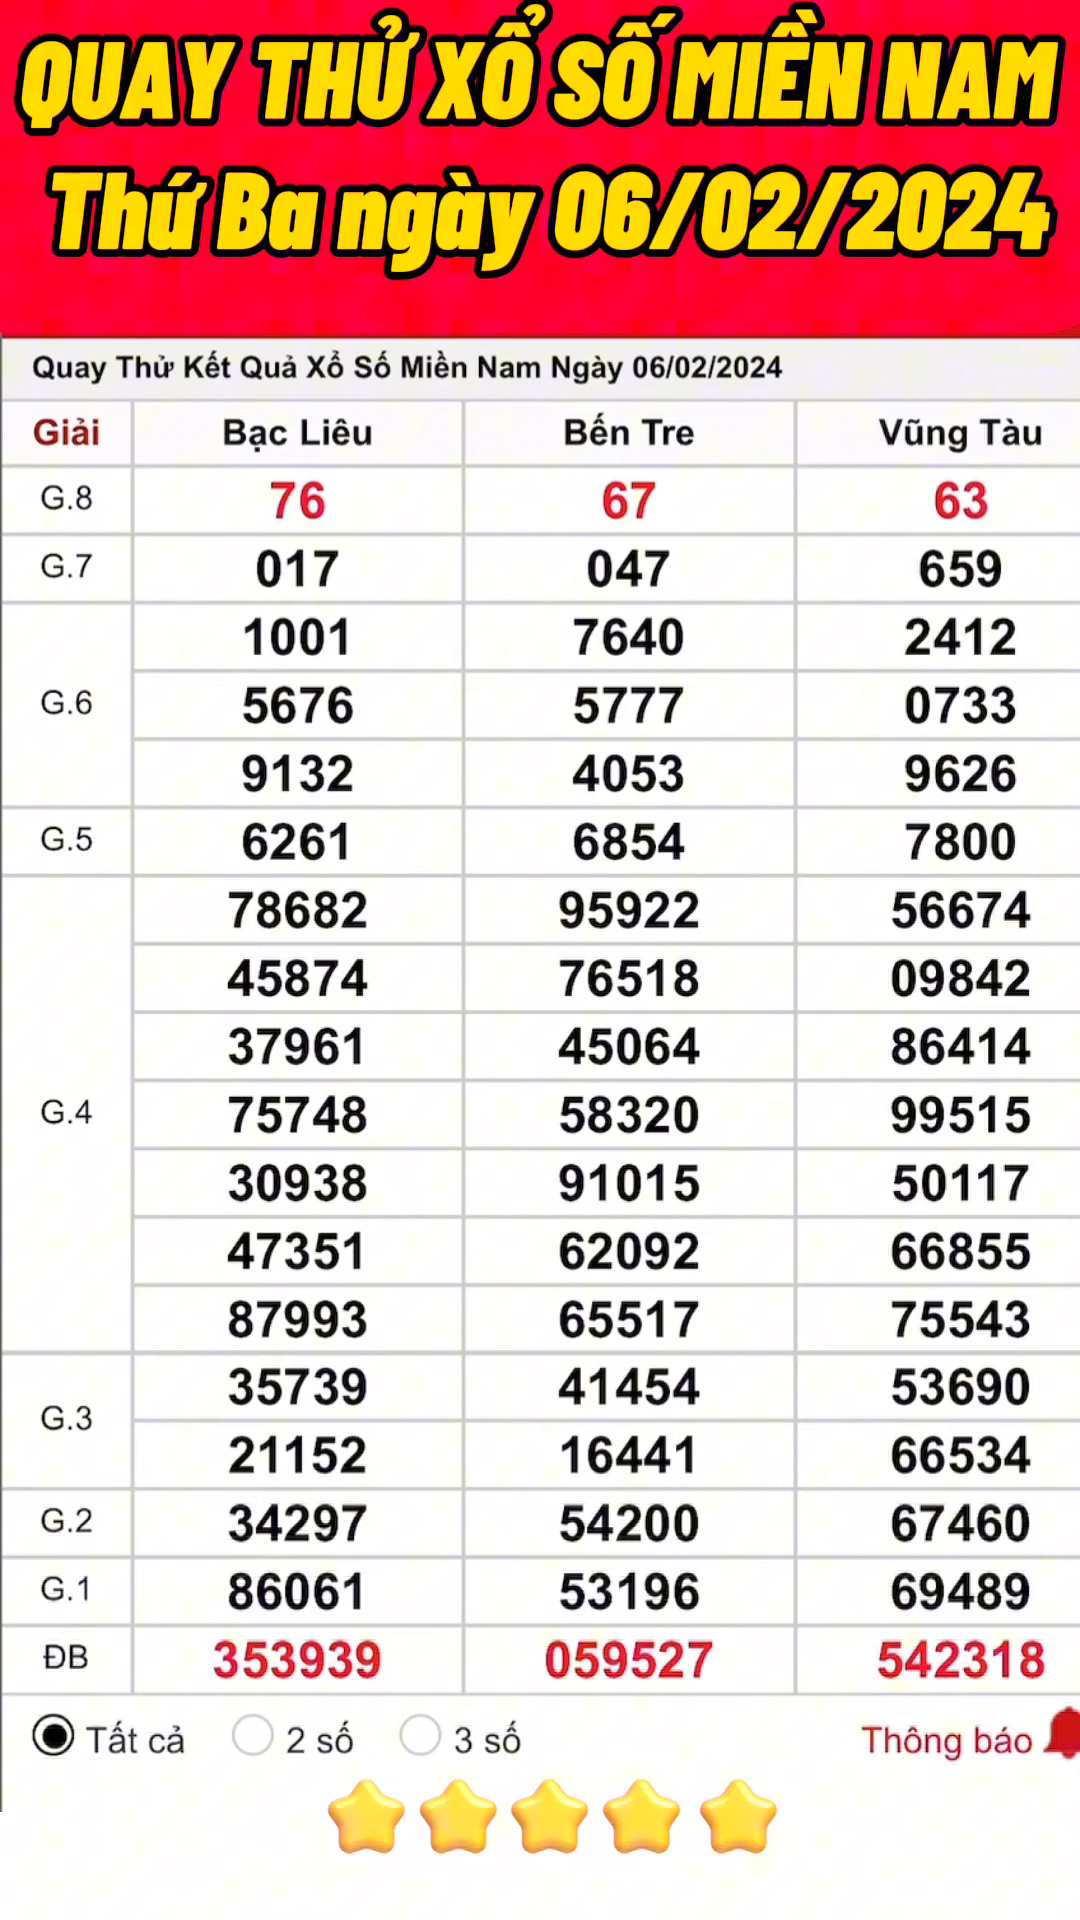 QUAY THỬ XỔ SỐ MIỀN NAM
Thứ Ba ngày 06/02/2024
Quay Thử Kết Quả Xổ Số Miền Nam Ngày 06/02/2024
Giải Bạc Liêu Bến Tre Vũng Tàu
G.8 76 67 63
G.7 017 047 659
G.6 1001 7640 2412
5676 5777 0733
9132 4053 9626
G.5 6261 6854 7800
G.4 78682 95922 56674
45874 76518 09842
37961 45064 86414
75748 58320 99515
30938 91015 50117
47351 62092 66855
87993 65517 75543
G.3 35739 41454 53690
21152 16441 66534
G.2 34297 54200 67460
G.1 86061 53196 69489
ĐB 353939 059527 542318
Tất cả 2 số 3 số Thông báo